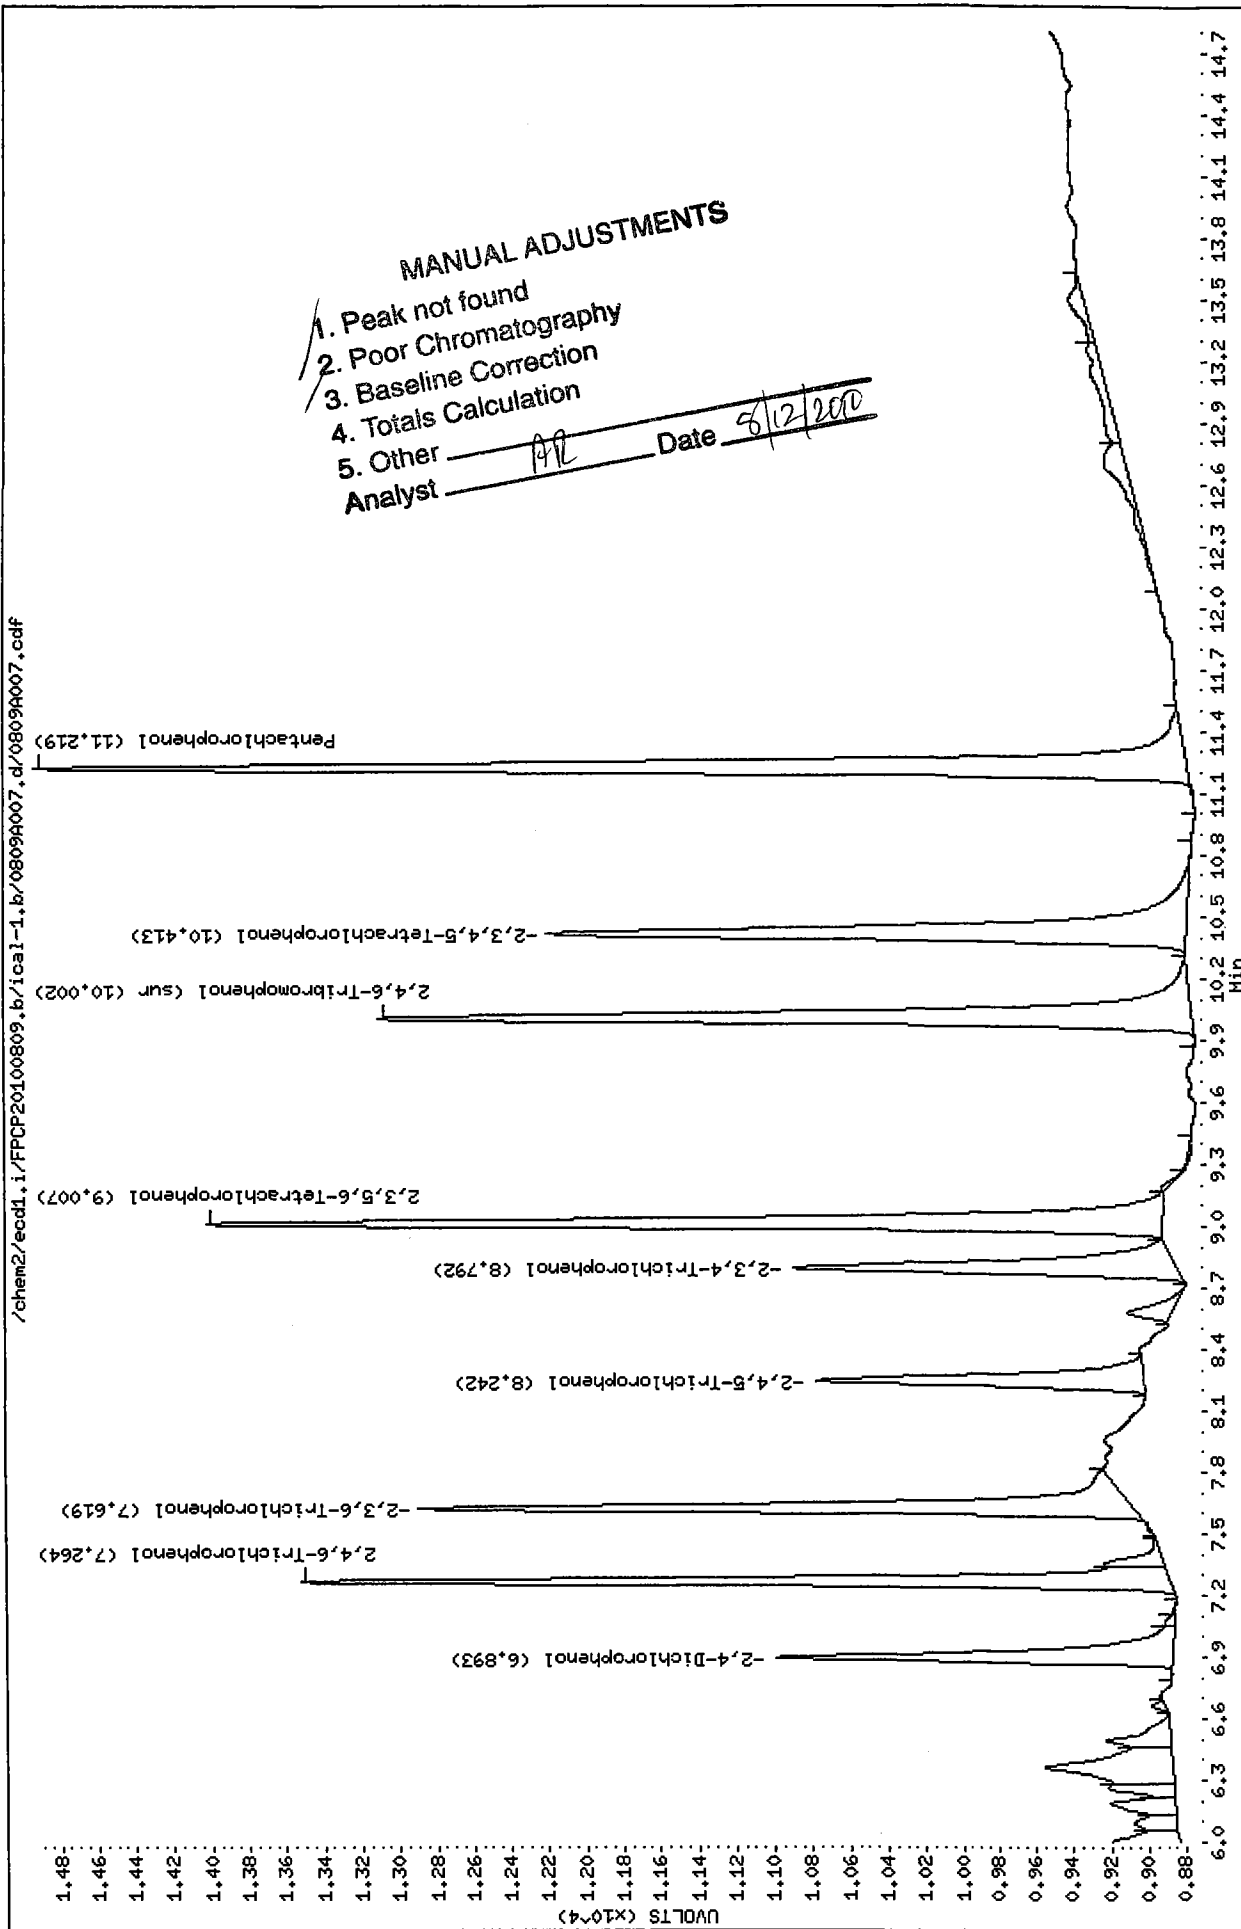 /chem2/ecd1.i/FPCP20100809.b/ical-1.b/0809A007.d/0809A007.cdf
UVOLTS (x10^4)
1.48
1.46
1.44
1.42
1.40
1.38
1.36
1.34
1.32
1.30
1.28
1.26
1.24
1.22
1.20
1.18
1.16
1.14
1.12
1.10
1.08
1.06
1.04
1.02
1.00
0.98
0.96
0.94
0.92
0.90
0.88
-2,4-Dichlorophenol (6.893)
2,4,6-Trichlorophenol (7.264)
-2,3,6-Trichlorophenol (7.619)
-2,4,5-Trichlorophenol (8.242)
-2,3,4-Trichlorophenol (8.792)
2,3,5,6-Tetrachlorophenol (9.007)
2,4,6-Tribromophenol (sur (10.002)
-2,3,4,5-Tetrachlorophenol (10.413)
Pentachlorophenol (11.219)
MANUAL ADJUSTMENTS
1. Peak not found
2. Poor Chromatography
3. Baseline Correction
4. Totals Calculation
5. Other
Analyst AR Date 8/12/2010
6.0 6.3 6.6 6.9 7.2 7.5 7.8 8.1 8.4 8.7 9.0 9.3 9.6 9.9 10.2 10.5 10.8 11.1 11.4 11.7 12.0 12.3 12.6 12.9 13.2 13.5 13.8 14.1 14.4 14.7
Min